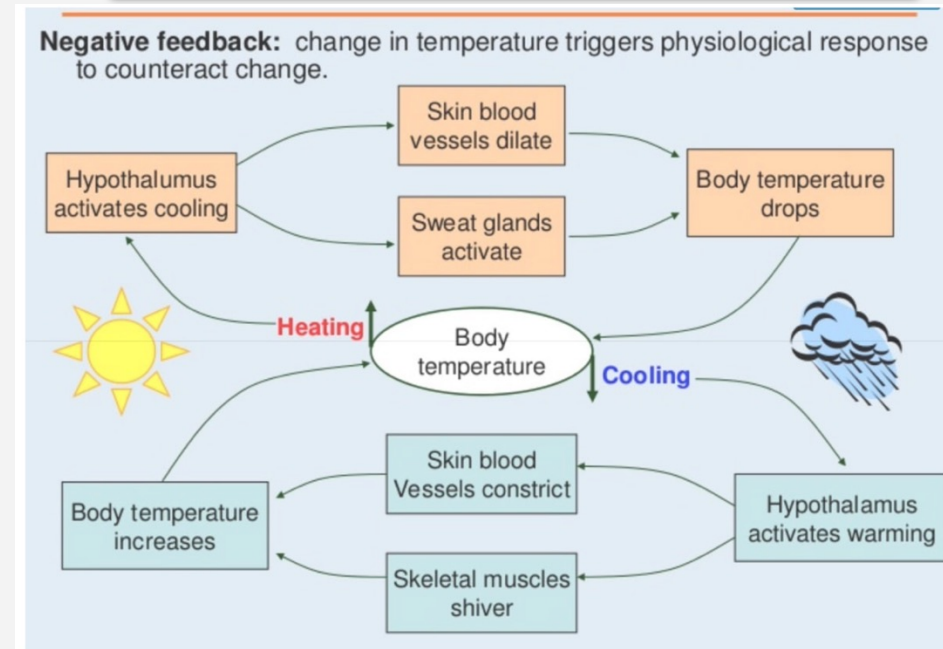 Negative feedback: change in temperature triggers physiological response
to counteract change.
Skin blood
vessels dilate
Hypothalumus
activates cooling
Body temperature
drops
Sweat glands
activate
Heating
Body
temperature
Cooling
Skin blood
Vessels constrict
Body temperature
increases
Hypothalamus
activates warming
Skeletal muscles
shiver